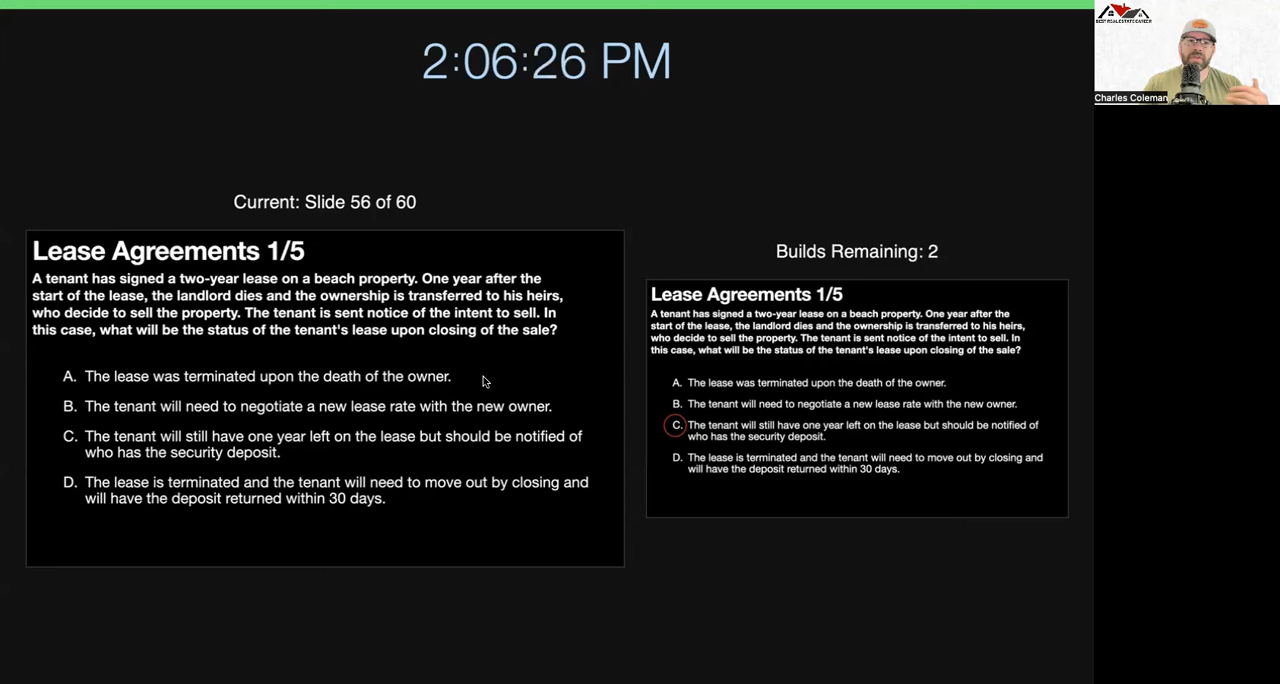 2:06:26 PM
BEST REAL ESTATE CAREER
Charles Coleman
Current: Slide 56 of 60
Lease Agreements 1/5
A tenant has signed a two-year lease on a beach property. One year after the
start of the lease, the landlord dies and the ownership is transferred to his heirs,
who decide to sell the property. The tenant is sent notice of the intent to sell. In
this case, what will be the status of the tenant's lease upon closing of the sale?
A. The lease was terminated upon the death of the owner.
B. The tenant will need to negotiate a new lease rate with the new owner.
C. The tenant will still have one year left on the lease but should be notified of
who has the security deposit.
D. The lease is terminated and the tenant will need to move out by closing and
will have the deposit returned within 30 days.
Builds Remaining: 2
Lease Agreements 1/5
A tenant has signed a two-year lease on a beach property. One year after the
start of the lease, the landlord dies and the ownership is transferred to his heirs,
who decide to sell the property. The tenant is sent notice of the intent to sell. In
this case, what will be the status of the tenant's lease upon closing of the sale?
A. The lease was terminated upon the death of the owner.
B. The tenant will need to negotiate a new lease rate with the new owner.
C. The tenant will still have one year left on the lease but should be notified of
who has the security deposit.
D. The lease is terminated and the tenant will need to move out by closing and
will have the deposit returned within 30 days.